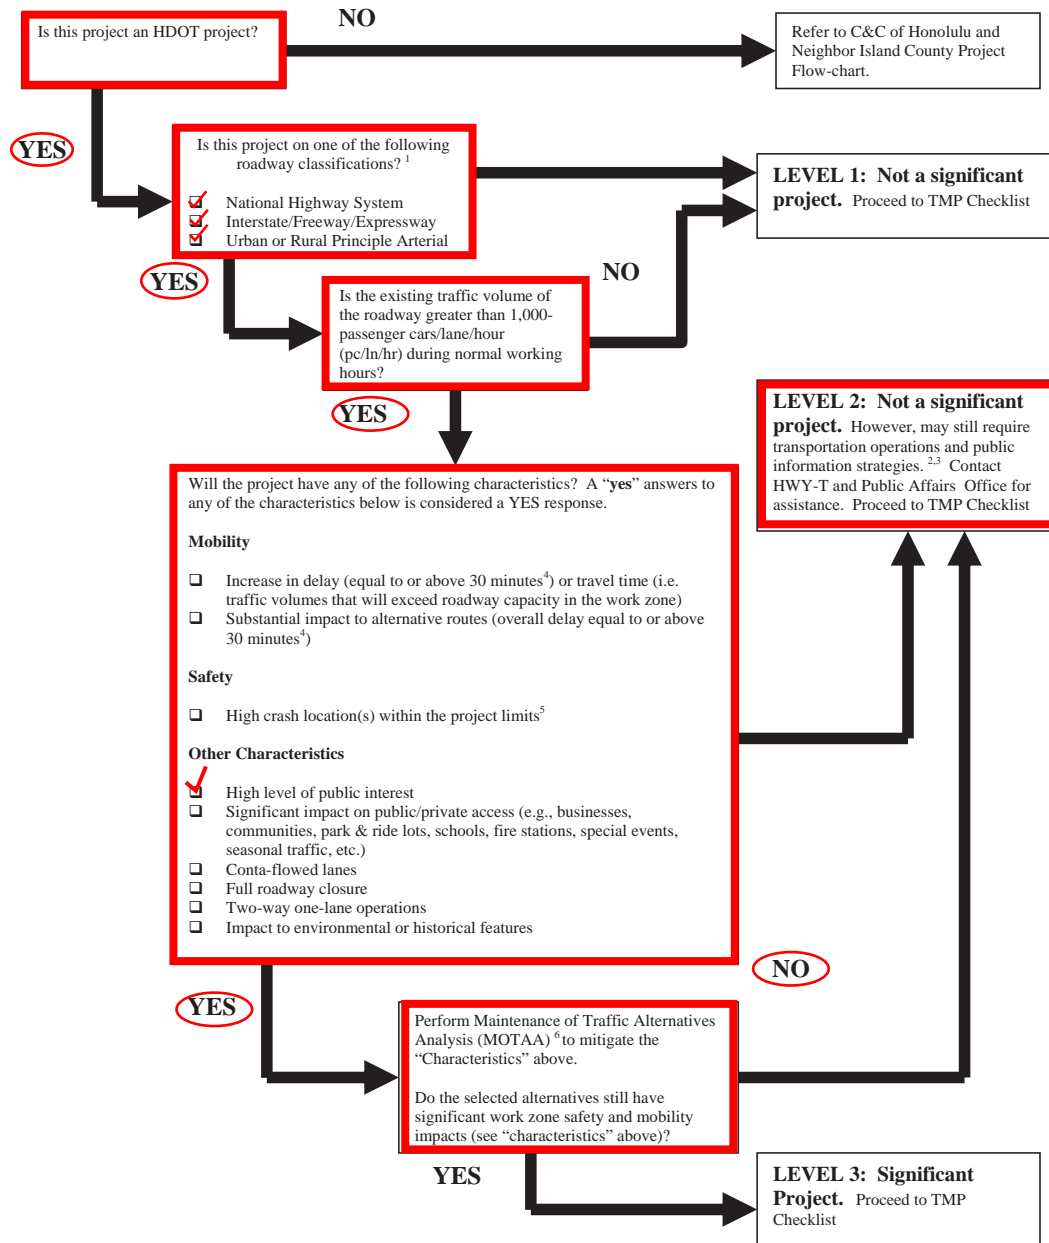 NO
Is this project an HDOT project?
Refer to C&C of Honolulu and
Neighbor Island County Project
Flow-chart.
YES
Is this project on one of the following
roadway classifications? 1
❑ National Highway System
❑ Interstate/Freeway/Expressway
❑ Urban or Rural Principle Arterial
LEVEL 1: Not a significant
project. Proceed to TMP Checklist
YES
NO
Is the existing traffic volume of
the roadway greater than 1,000-
passenger cars/lane/hour
(pc/ln/hr) during normal working
hours?
YES
LEVEL 2: Not a significant
project. However, may still require
transportation operations and public
information strategies. 2,3 Contact
HWY-T and Public Affairs Office for
assistance. Proceed to TMP Checklist
Will the project have any of the following characteristics? A “yes” answers to
any of the characteristics below is considered a YES response.
Mobility
❑ Increase in delay (equal to or above 30 minutes4) or travel time (i.e.
traffic volumes that will exceed roadway capacity in the work zone)
❑ Substantial impact to alternative routes (overall delay equal to or above
30 minutes4)
Safety
❑ High crash location(s) within the project limits5
Other Characteristics
❑ High level of public interest
❑ Significant impact on public/private access (e.g., businesses,
communities, park & ride lots, schools, fire stations, special events,
seasonal traffic, etc.)
❑ Conta-flowed lanes
❑ Full roadway closure
❑ Two-way one-lane operations
❑ Impact to environmental or historical features
NO
YES
Perform Maintenance of Traffic Alternatives
Analysis (MOTAA) 6 to mitigate the
“Characteristics” above.
Do the selected alternatives still have
significant work zone safety and mobility
impacts (see “characteristics” above)?
YES
LEVEL 3: Significant
Project. Proceed to TMP
Checklist